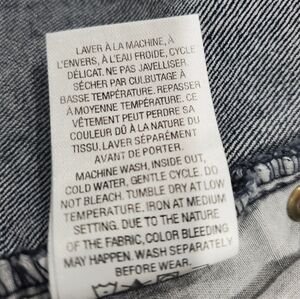 LAVER À LA MACHINE, À
L'ENVERS, À L'EAU FROIDE, CYCLE
DÉLICAT. NE PAS JAVELLISER.
SÉCHER PAR CULBUTAGE À
BASSE TEMPÉRATURE. REPASSER
À MOYENNE TEMPÉRATURE. CE
VÊTEMENT PEUT PERDRE SA
COULEUR DÛ À LA NATURE DU
TISSU. LAVER SÉPARÉMENT
AVANT DE PORTER.
MACHINE WASH, INSIDE OUT,
COLD WATER, GENTLE CYCLE. DO
NOT BLEACH. TUMBLE DRY AT LOW
TEMPERATURE. IRON AT MEDIUM
SETTING. DUE TO THE NATURE
OF THE FABRIC, COLOR BLEEDING
MAY HAPPEN. WASH SEPARATELY
BEFORE WEAR.